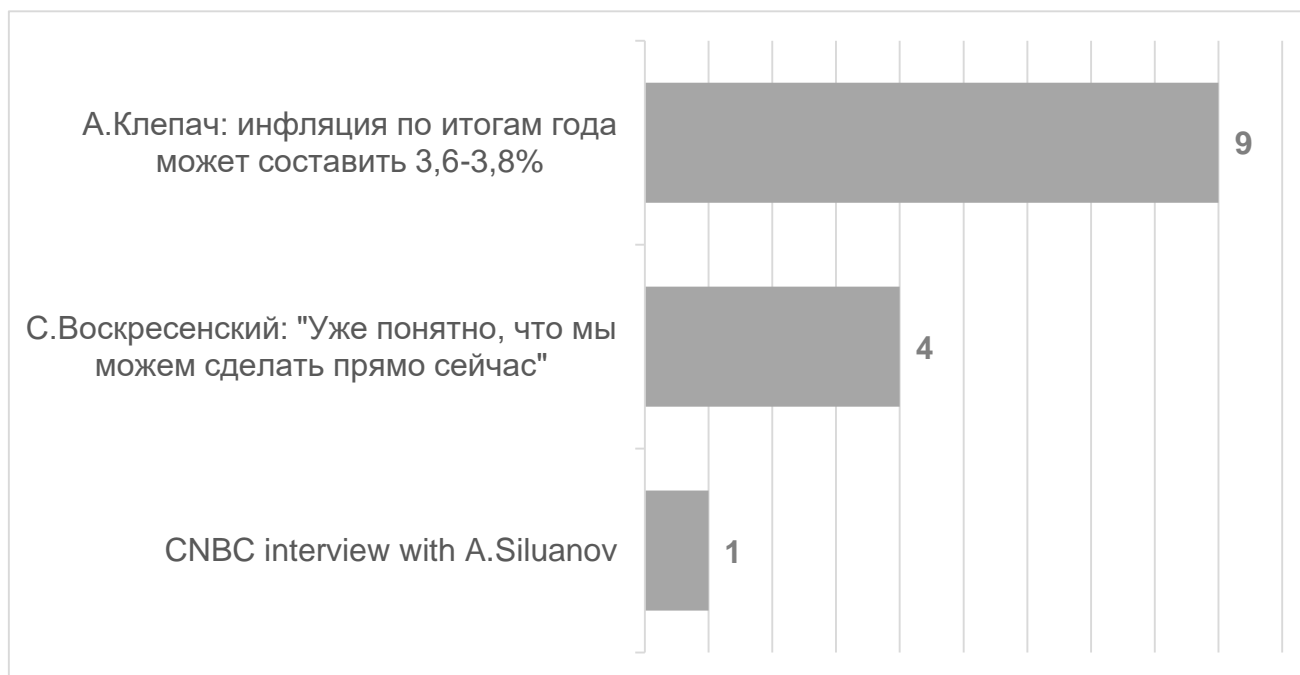 А.Клепач: инфляция по итогам года
может составить 3,6-3,8%
9
С.Воскресенский: "Уже понятно, что мы
можем сделать прямо сейчас"
4
CNBC interview with A.Siluanov
1